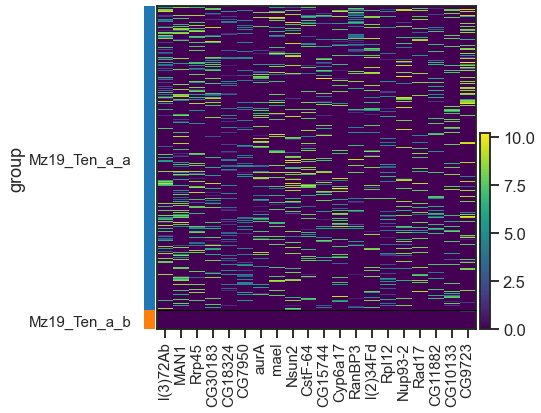 group
Mz19_Ten_a_a
Mz19_Ten_a_b
10.0
7.5
5.0
2.5
0.0
l(3)72Ab
MAN1
Rrp45
CG30183
CG18324
CG7950
aurA
mael
Nsun2
CstF-64
CG15744
Cyp6a17
RanBP3
l(2)34Fd
RpI12
Nup93-2
Rad17
CG11882
CG10133
CG9723